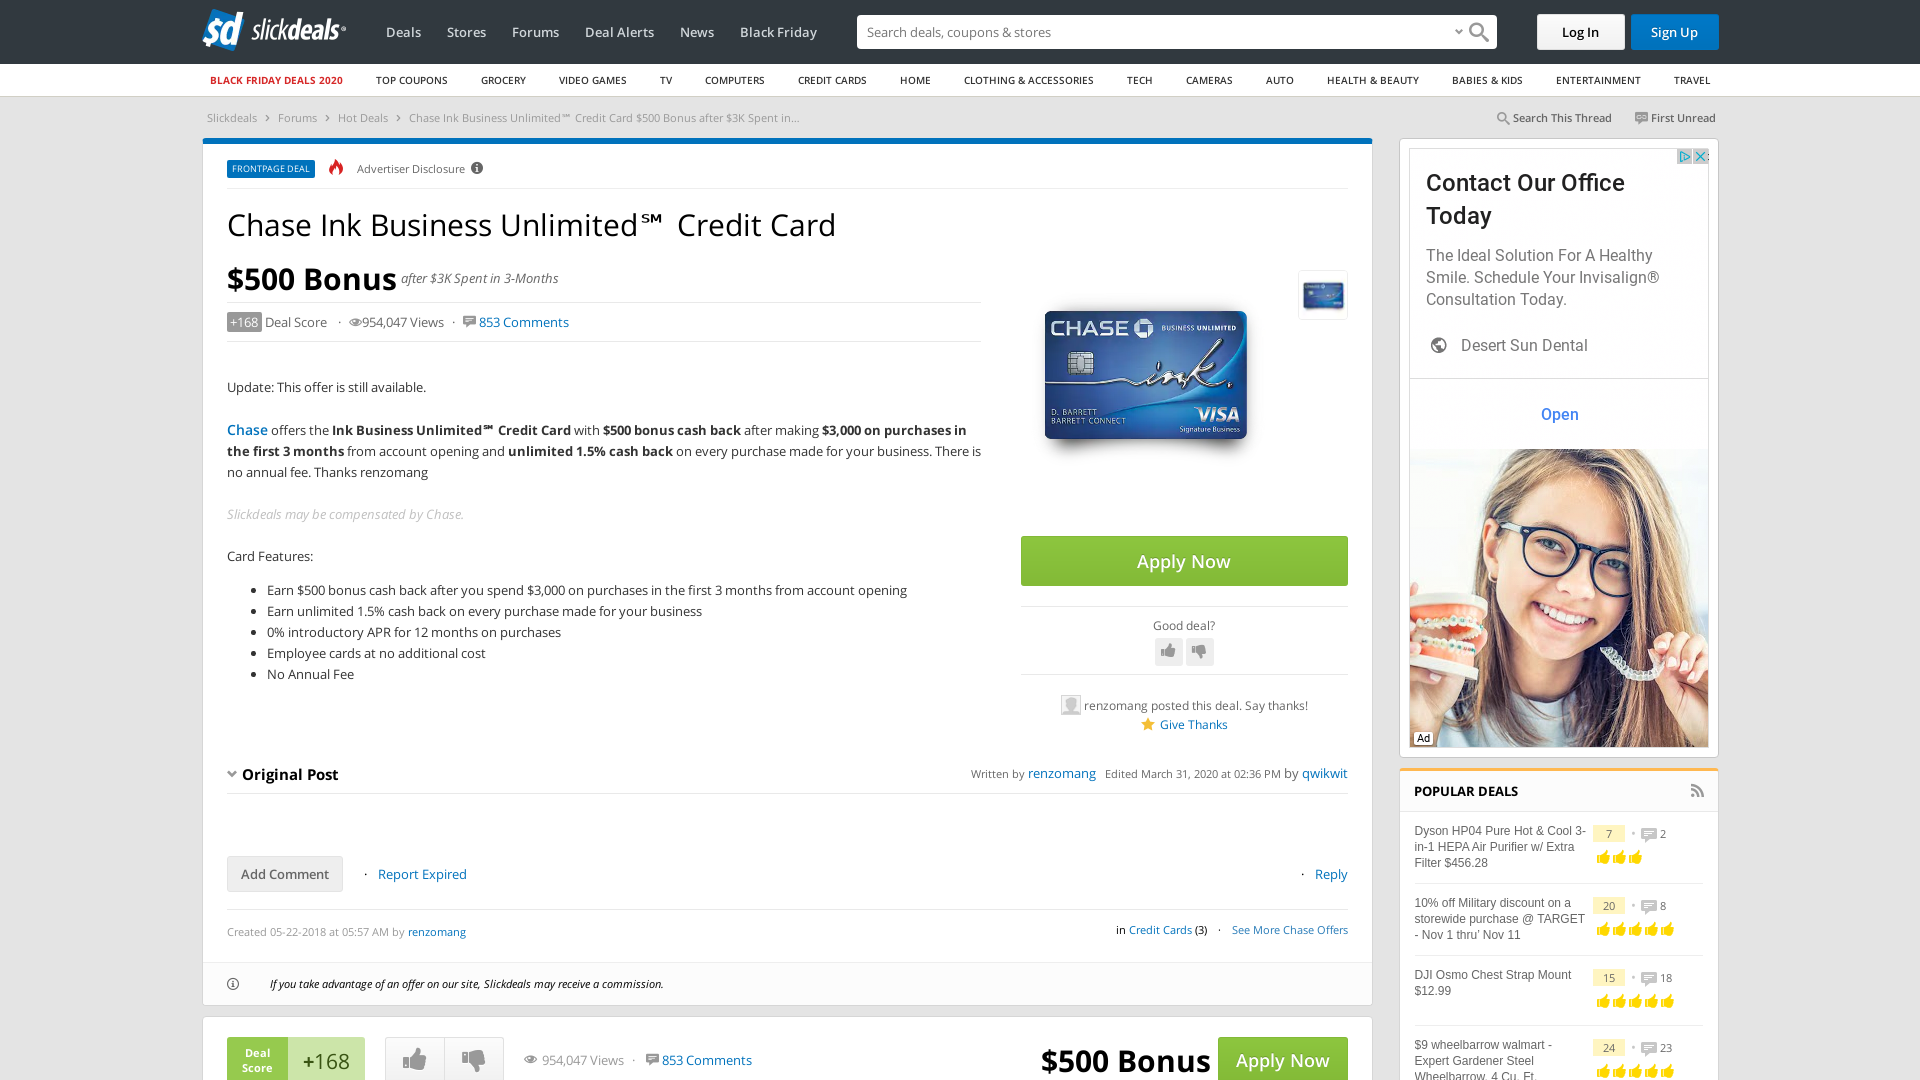 slickdeals
Deals Stores Forums Deal Alerts News Black Friday
Search deals, coupons & stores
Log In
Sign Up
BLACK FRIDAY DEALS 2020 TOP COUPONS GROCERY VIDEO GAMES TV COMPUTERS CREDIT CARDS HOME CLOTHING & ACCESSORIES TECH CAMERAS AUTO HEALTH & BEAUTY BABIES & KIDS ENTERTAINMENT TRAVEL
Slickdeals > Forums > Hot Deals > Chase Ink Business Unlimited℠ Credit Card $500 Bonus after $3K Spent in...
Search This Thread First Unread
FRONTPAGE DEAL Advertiser Disclosure
Chase Ink Business Unlimited℠ Credit Card
$500 Bonus after $3K Spent in 3-Months
+168 Deal Score · 954,047 Views · 853 Comments
Update: This offer is still available.
Chase offers the Ink Business Unlimited℠ Credit Card with $500 bonus cash back after making $3,000 on purchases in
the first 3 months from account opening and unlimited 1.5% cash back on every purchase made for your business. There is
no annual fee. Thanks renzomang
Slickdeals may be compensated by Chase.
Card Features:
• Earn $500 bonus cash back after you spend $3,000 on purchases in the first 3 months from account opening
• Earn unlimited 1.5% cash back on every purchase made for your business
• 0% introductory APR for 12 months on purchases
• Employee cards at no additional cost
• No Annual Fee
CHASE BUSINESS UNLIMITED
ink.
D. BARRETT
BARRETT CONNECT
VISA
Signature Business
Apply Now
Good deal?
renzomang posted this deal. Say thanks!
Give Thanks
Original Post
Written by renzomang Edited March 31, 2020 at 02:36 PM by qwikwit
Add Comment · Report Expired
· Reply
Created 05-22-2018 at 05:57 AM by renzomang
in Credit Cards (3) · See More Chase Offers
If you take advantage of an offer on our site, Slickdeals may receive a commission.
Deal
Score
+168
954,047 Views · 853 Comments
$500 Bonus
Apply Now
Contact Our Office
Today
The Ideal Solution For A Healthy
Smile. Schedule Your Invisalign®
Consultation Today.
Desert Sun Dental
Open
Ad
POPULAR DEALS
Dyson HP04 Pure Hot & Cool 3-
in-1 HEPA Air Purifier w/ Extra
Filter $456.28
7 • 2
10% off Military discount on a
storewide purchase @ TARGET
- Nov 1 thru' Nov 11
20 • 8
DJI Osmo Chest Strap Mount
$12.99
15 • 18
$9 wheelbarrow walmart -
Expert Gardener Steel
Wheelbarrow, 4 Cu. Ft.
24 • 23